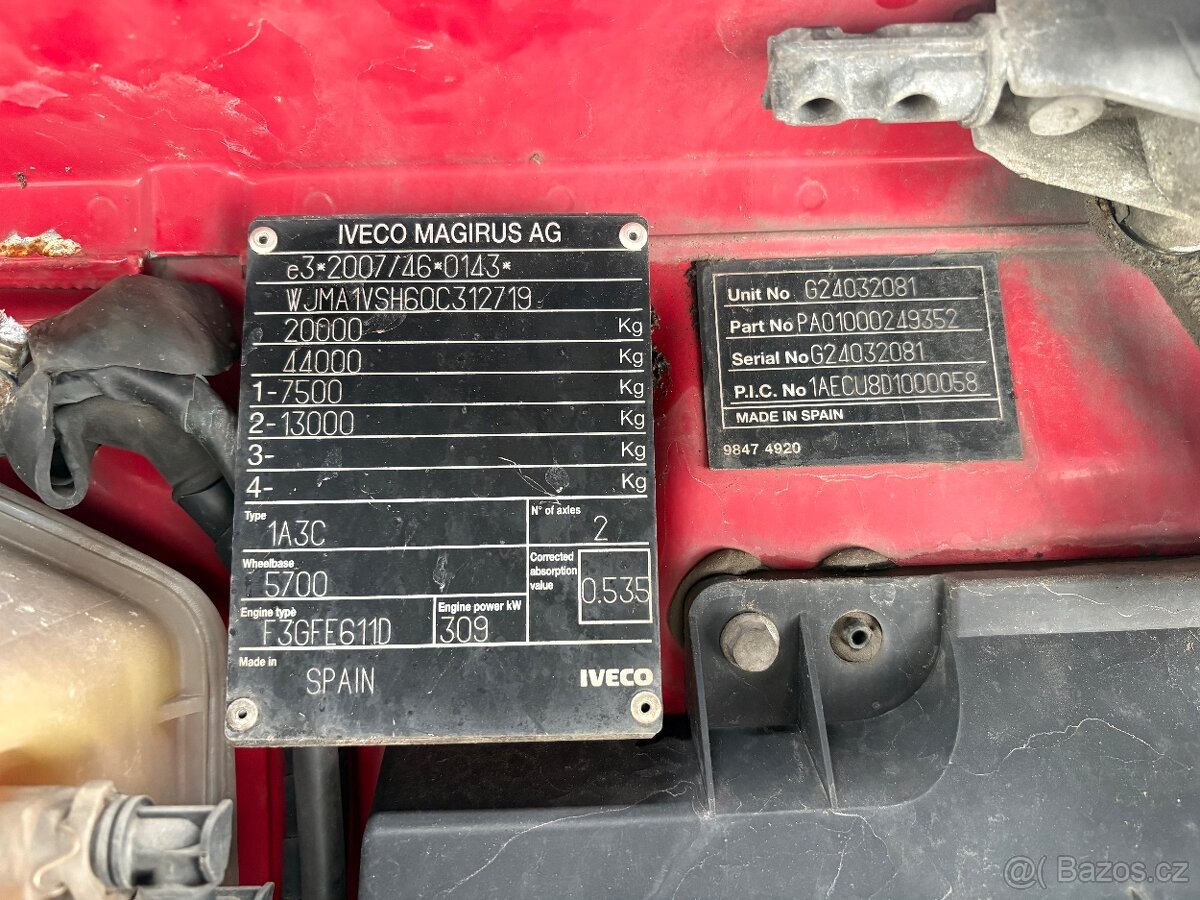 IVECO MAGIRUS AG
e3*2007/46*0143*
WJMA1VSH60C312719
20000 Kg
44000 Kg
1-7500 Kg
2-13000 Kg
3- Kg
4- Kg
Type
1A3C
N° of axles
2
Wheelbase
5700
Corrected
absorption
value
0.535
Engine type
F3GFE611D
Engine power kW
309
Made in
SPAIN
IVECO
Unit No G24032081
Part No PA01000249352
Serial No G24032081
P.I.C. No 1AECU8D1000058
MADE IN SPAIN
9847 4920
Bazos.cz